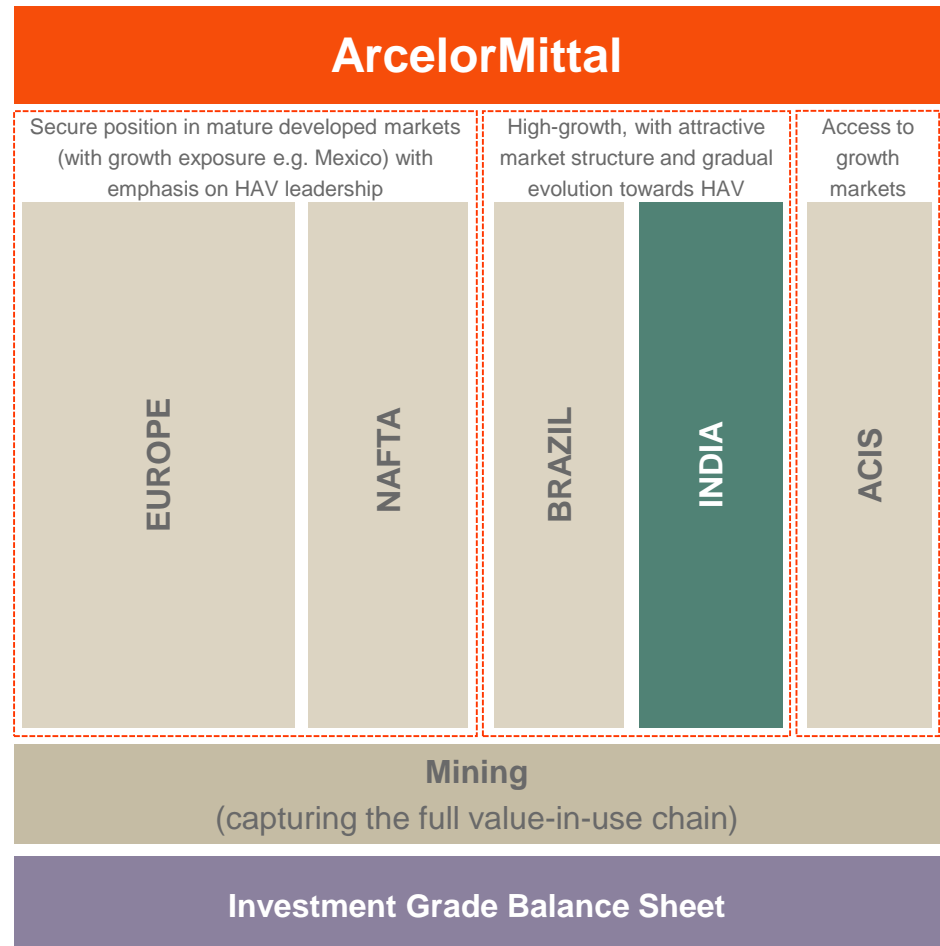 ArcelorMittal
Secure position in mature developed markets
(with growth exposure e.g. Mexico) with
emphasis on HAV leadership
High-growth, with attractive
market structure and gradual
evolution towards HAV
Access to
growth
markets
EUROPE
NAFTA
BRAZIL
INDIA
ACIS
Mining
(capturing the full value-in-use chain)
Investment Grade Balance Sheet